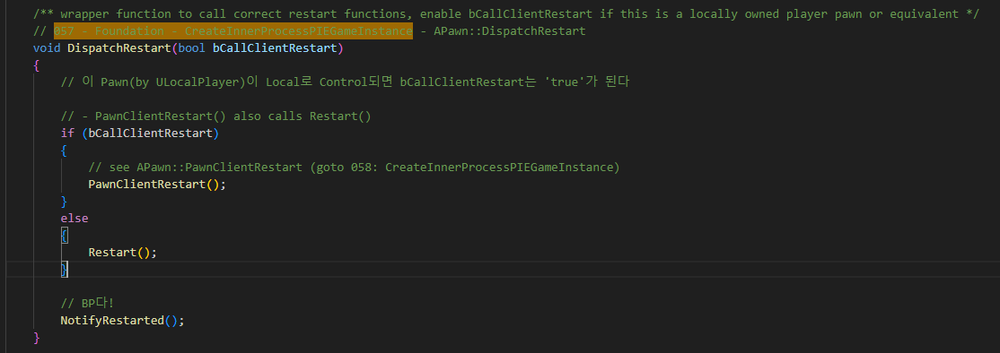 /** wrapper function to call correct restart functions, enable bCallClientRestart if this is a locally owned player pawn or equivalent */
// 057 - Foundation - CreateInnerProcessPIEGameInstance - APawn::DispatchRestart
void DispatchRestart(bool bCallClientRestart)
{
// 이 Pawn(by ULocalPlayer)이 Local로 Control되면 bCallClientRestart는 'true'가 된다
// - PawnClientRestart() also calls Restart()
if (bCallClientRestart)
{
// see APawn::PawnClientRestart (goto 058: CreateInnerProcessPIEGameInstance)
PawnClientRestart();
}
else
{
Restart();
}
// BP다!
NotifyRestarted();
}